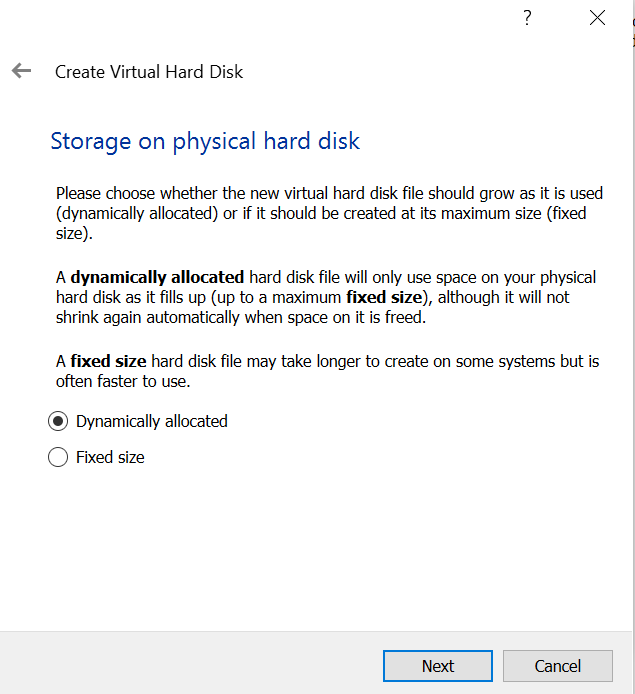 ?
Create Virtual Hard Disk
Storage on physical hard disk
Please choose whether the new virtual hard disk file should grow as it is used
(dynamically allocated) or if it should be created at its maximum size (fixed
size).
A dynamically allocated hard disk file will only use space on your physical
hard disk as it fills up (up to a maximum fixed size), although it will not
shrink again automatically when space on it is freed.
A fixed size hard disk file may take longer to create on some systems but is
often faster to use.
Dynamically allocated
Fixed size
Next
Cancel